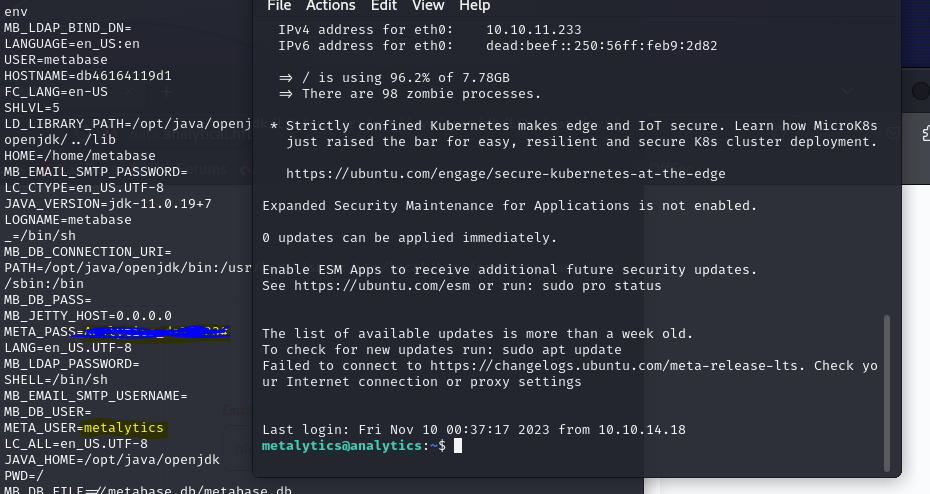 env
MB_LDAP_BIND_DN=
LANGUAGE=en_US:en
USER=metabase
HOSTNAME=db46164119d1
FC_LANG=en-US
SHLVL=5
LD_LIBRARY_PATH=/opt/java/openjd
openjdk/../lib
HOME=/home/metabase
MB_EMAIL_SMTP_PASSWORD=
LC_CTYPE=en_US.UTF-8
JAVA_VERSION=jdk-11.0.19+7
LOGNAME=metabase
_=/bin/sh
MB_DB_CONNECTION_URI=
PATH=/opt/java/openjdk/bin:/usr
/sbin:/bin
MB_DB_PASS=
MB_JETTY_HOST=0.0.0.0
META_PASS=
LANG=en_US.UTF-8
MB_LDAP_PASSWORD=
SHELL=/bin/sh
MB_EMAIL_SMTP_USERNAME=
MB_DB_USER=
META_USER=metalytics
LC_ALL=en_US.UTF-8
JAVA_HOME=/opt/java/openjdk
PWD=/
MB_DB_FILE=//metabase.db/metabase.db
File Actions Edit View Help
IPv4 address for eth0: 10.10.11.233
IPv6 address for eth0: dead:beef::250:56ff:feb9:2d82
=> / is using 96.2% of 7.78GB
=> There are 98 zombie processes.
* Strictly confined Kubernetes makes edge and IoT secure. Learn how MicroK8s
just raised the bar for easy, resilient and secure K8s cluster deployment.
https://ubuntu.com/engage/secure-kubernetes-at-the-edge
Expanded Security Maintenance for Applications is not enabled.
0 updates can be applied immediately.
Enable ESM Apps to receive additional future security updates.
See https://ubuntu.com/esm or run: sudo pro status
The list of available updates is more than a week old.
To check for new updates run: sudo apt update
Failed to connect to https://changelogs.ubuntu.com/meta-release-lts. Check yo
ur Internet connection or proxy settings
Last login: Fri Nov 10 00:37:17 2023 from 10.10.14.18
metalytics@analytics:~$